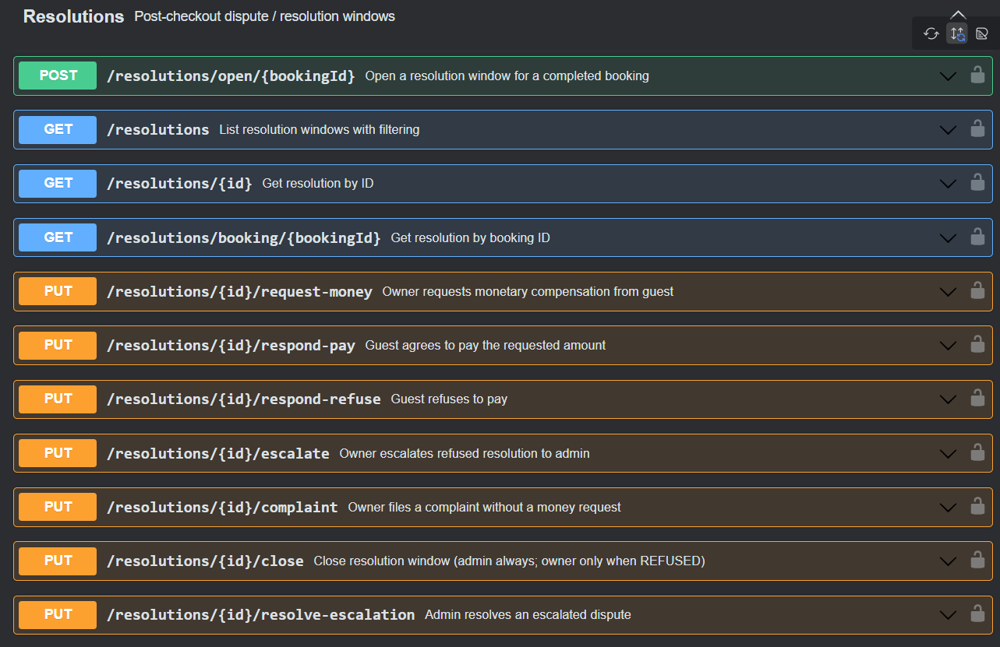 Resolutions Post-checkout dispute / resolution windows
POST /resolutions/open/{bookingId} Open a resolution window for a completed booking
GET /resolutions List resolution windows with filtering
GET /resolutions/{id} Get resolution by ID
GET /resolutions/booking/{bookingId} Get resolution by booking ID
PUT /resolutions/{id}/request-money Owner requests monetary compensation from guest
PUT /resolutions/{id}/respond-pay Guest agrees to pay the requested amount
PUT /resolutions/{id}/respond-refuse Guest refuses to pay
PUT /resolutions/{id}/escalate Owner escalates refused resolution to admin
PUT /resolutions/{id}/complaint Owner files a complaint without a money request
PUT /resolutions/{id}/close Close resolution window (admin always; owner only when REFUSED)
PUT /resolutions/{id}/resolve-escalation Admin resolves an escalated dispute